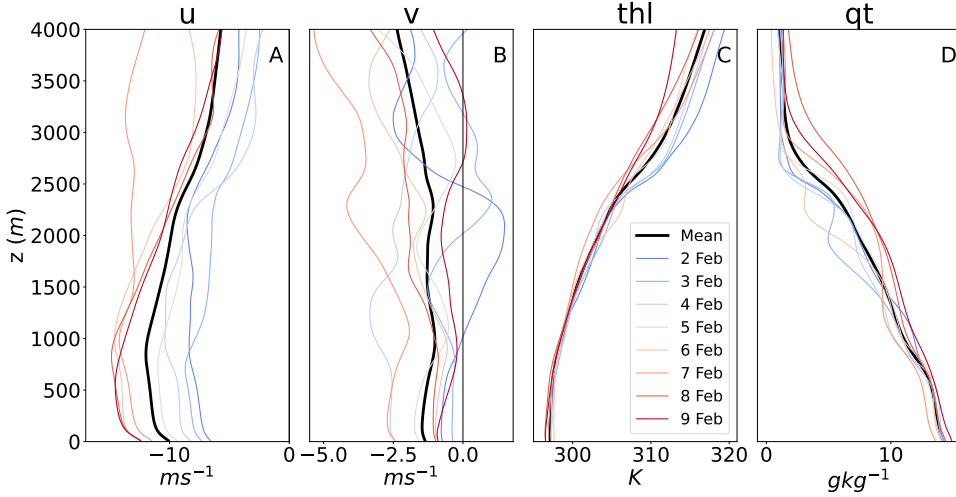 u v thl qt
A B C D
4000
3500
3000
2500
2000
1500
1000
500
0
z (m)
Mean
2 Feb
3 Feb
4 Feb
5 Feb
6 Feb
7 Feb
8 Feb
9 Feb
−10 0 −5.0 −2.5 0.0 300 310 320 0 10
ms⁻¹ ms⁻¹ K gkg⁻¹